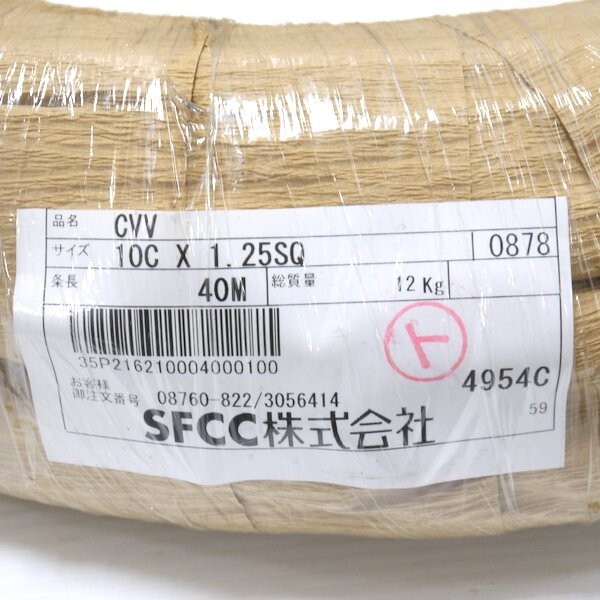 品名 CVV
サイズ 10C X 1.25SQ 0878
条長 40M 総質量 42 Kg
35P216210004000100
ト
4954C
お客様
御注文番号 08760-822/3056414
59
SFCC株式会社